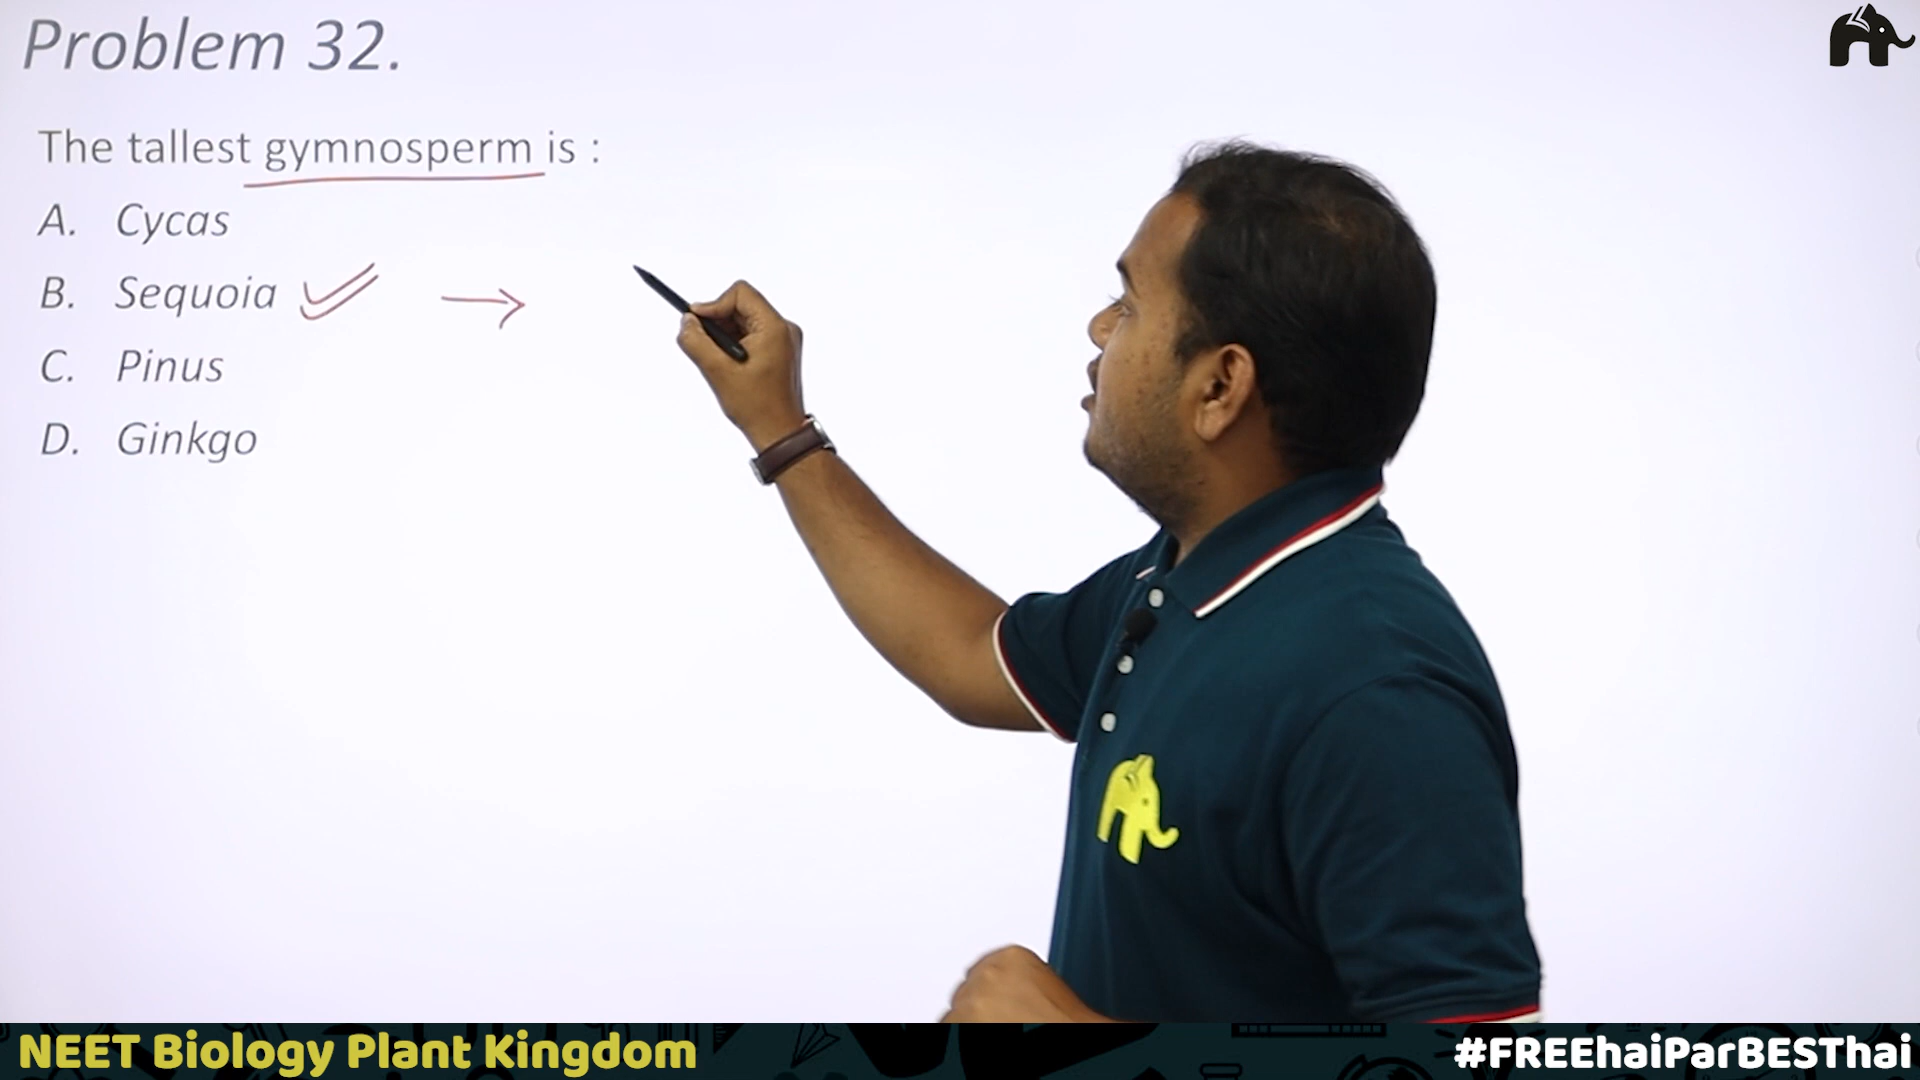 Problem 32.
The tallest gymnosperm is :
A. Cycas
B. Sequoia
C. Pinus
D. Ginkgo
NEET Biology Plant Kingdom
#FREEhaiParBESThai